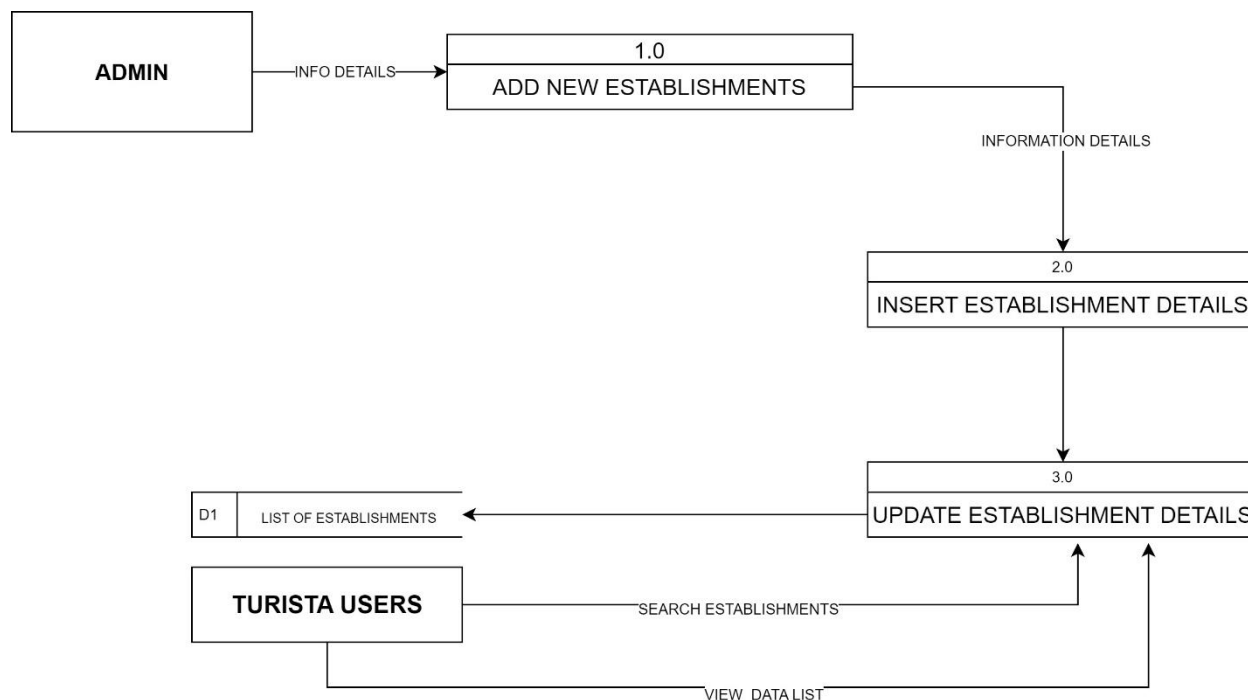 ADMIN
INFO DETAILS
1.0
ADD NEW ESTABLISHMENTS
INFORMATION DETAILS
2.0
INSERT ESTABLISHMENT DETAILS
3.0
UPDATE ESTABLISHMENT DETAILS
D1
LIST OF ESTABLISHMENTS
TURISTA USERS
SEARCH ESTABLISHMENTS
VIEW DATA LIST